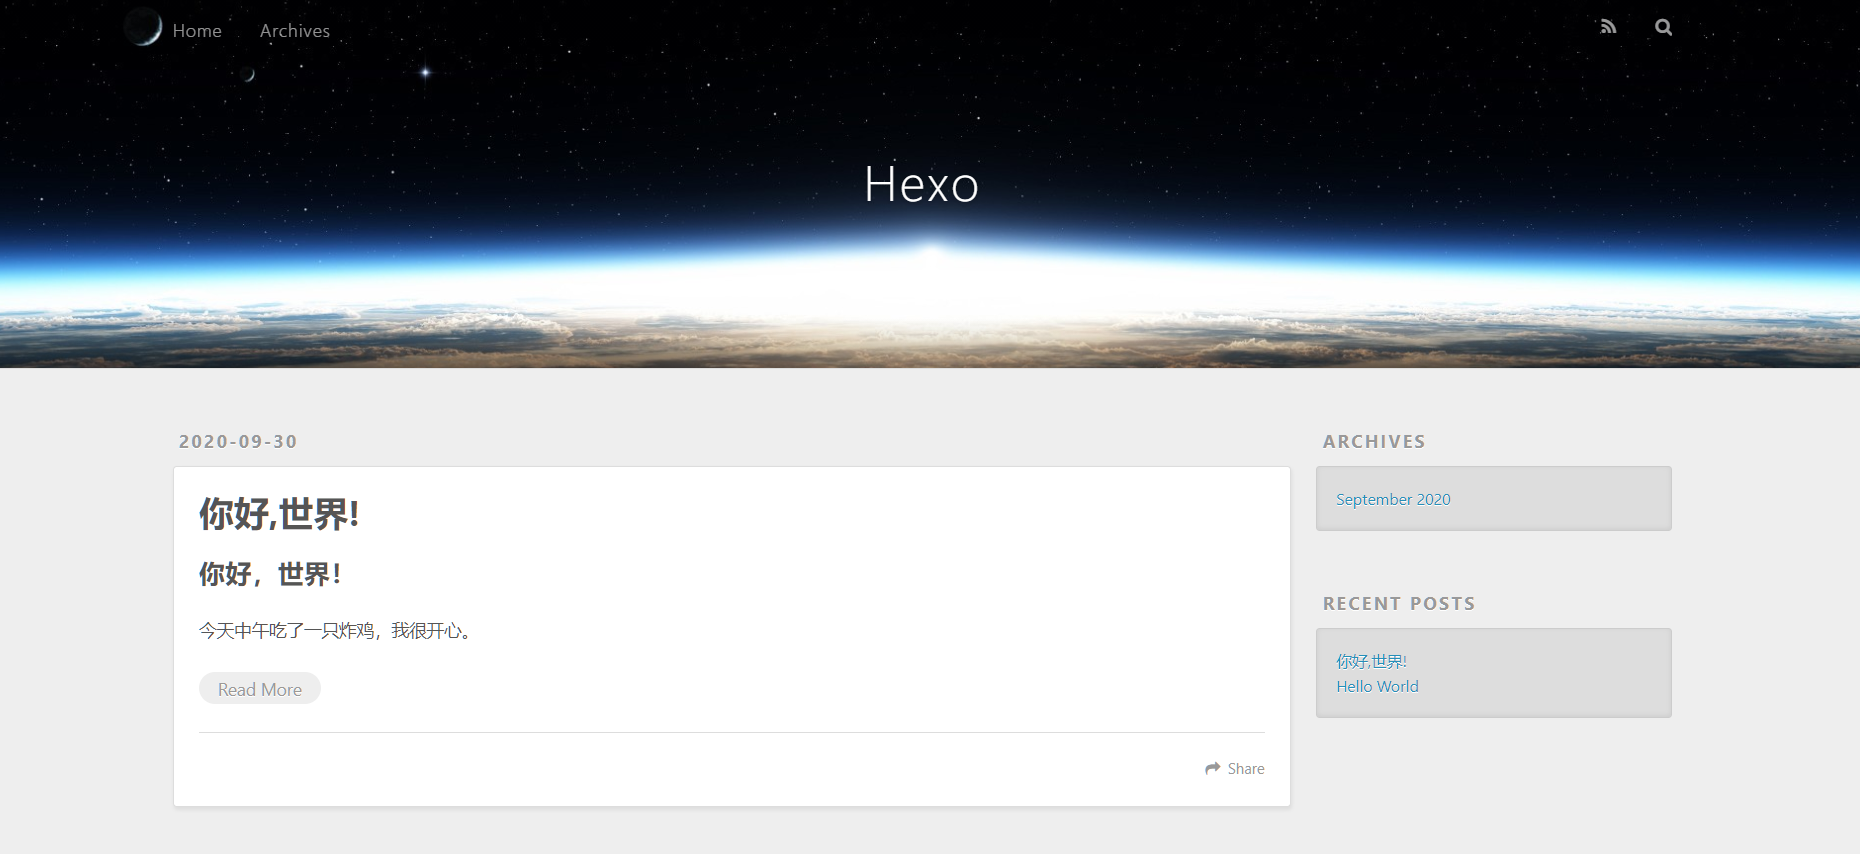 Home Archives
Hexo
2020-09-30
你好,世界!
你好，世界！
今天中午吃了一只炸鸡，我很开心。
Read More
Share
ARCHIVES
September 2020
RECENT POSTS
你好,世界!
Hello World